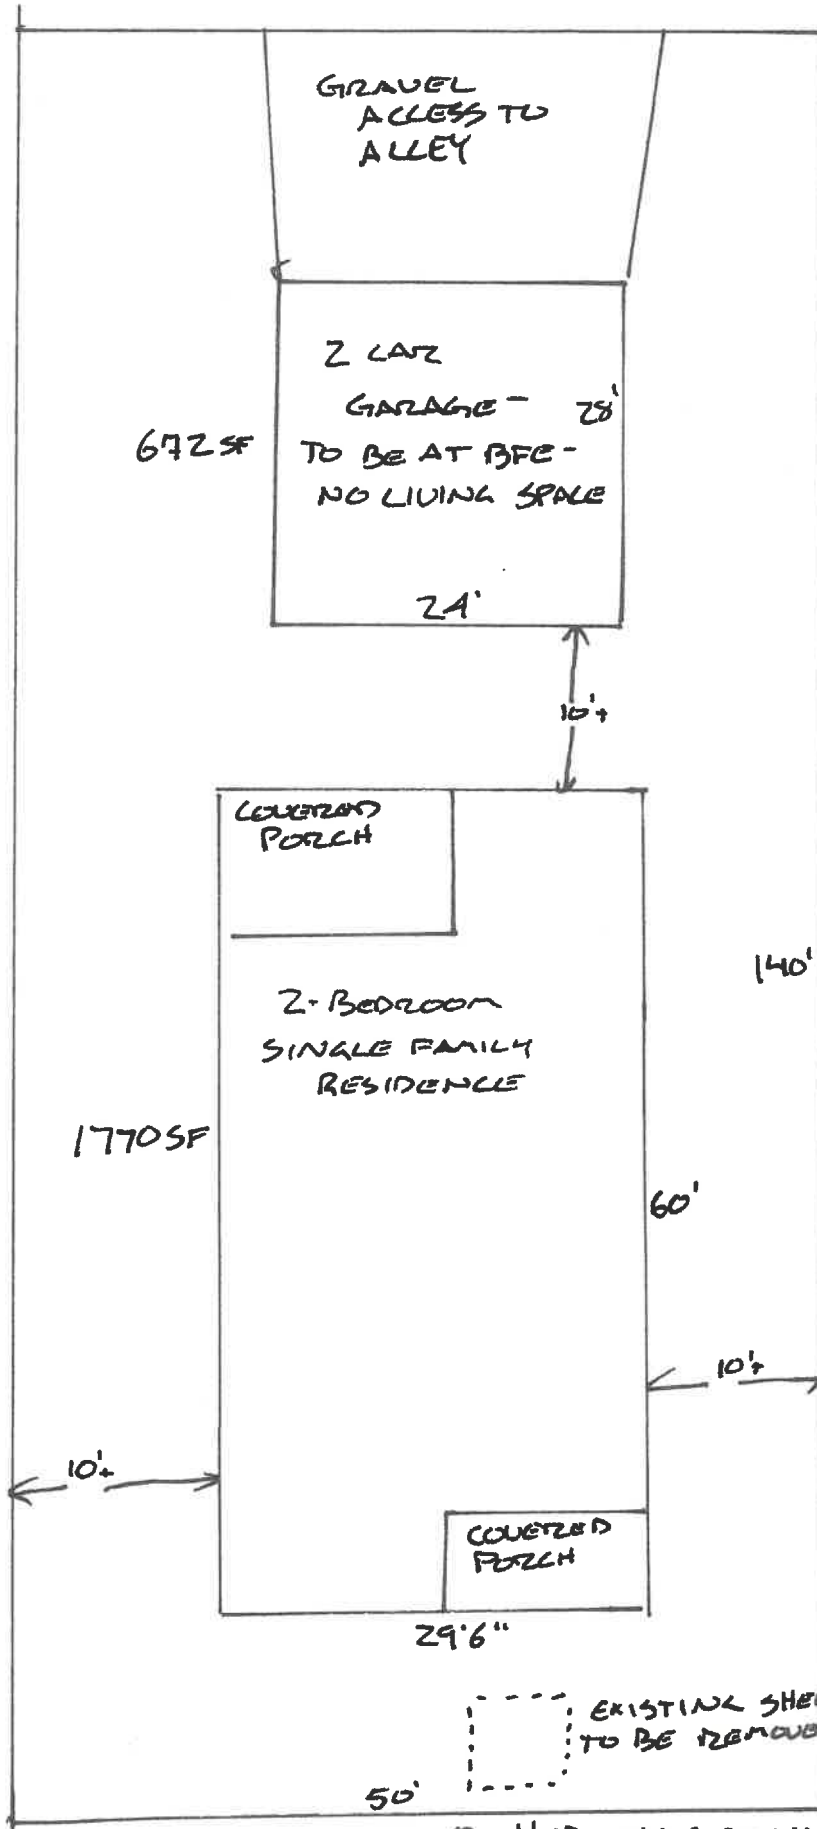 GRAVEL
ACCESS TO
ALLEY
2 CAR
GARAGE -
28'
672 SF
TO BE AT BFE -
NO LIVING SPACE
24'
10'+
COVERED
PORCH
140'
2-BEDROOM
SINGLE FAMILY
RESIDENCE
1770 SF
60'
10'+
10'+
COVERED
PORCH
29'6"
EXISTING SHE
TO BE REMOVE
50'